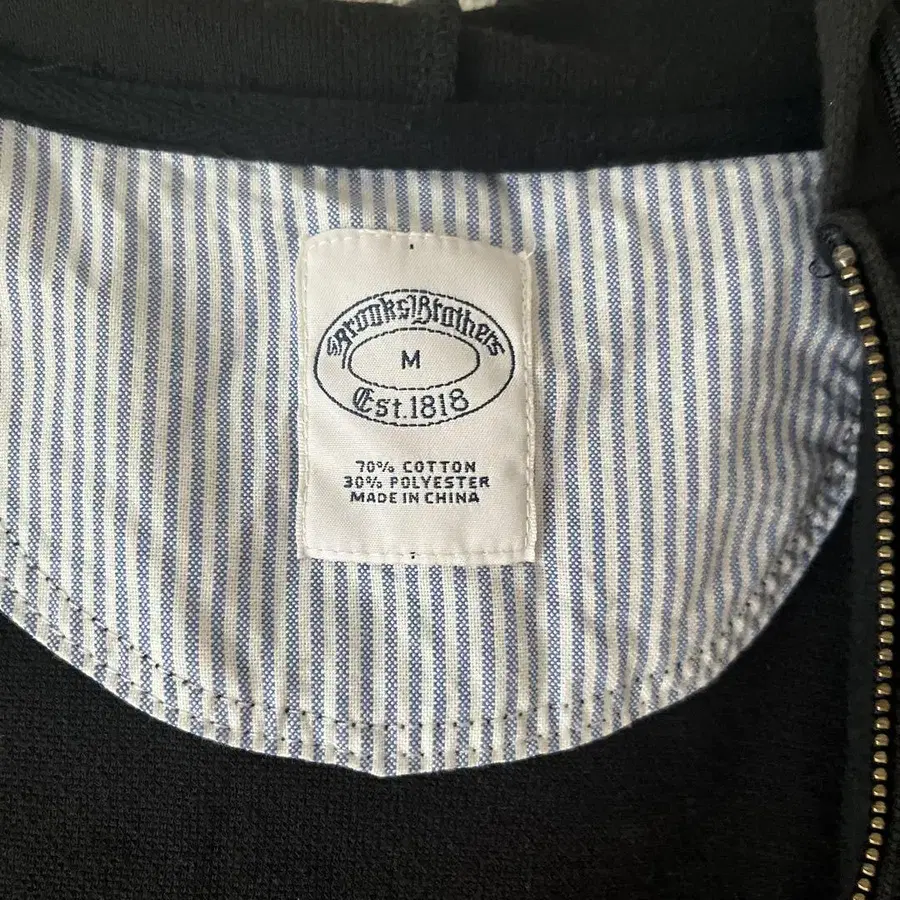 Brooks Brothers
M
Est. 1818
70% COTTON
30% POLYESTER
MADE IN CHINA